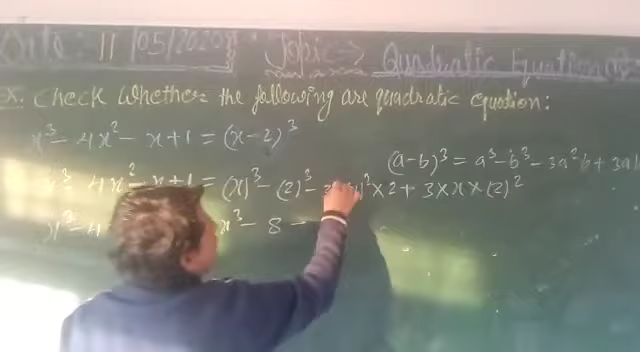 Date: 11/05/2020 Topic → Quadratic Equation
Ex. Check whether the following are quadratic equation:
x³ - 4x² - x + 1 = (x - 2)³
(a-b)³ = a³ - b³ - 3a²b + 3ab
x³ - 4x² - x + 1 = (x)³ - (2)³ - 3 × 2 + 3 × x × (2)²
x³ - 4 x³ - 8 -